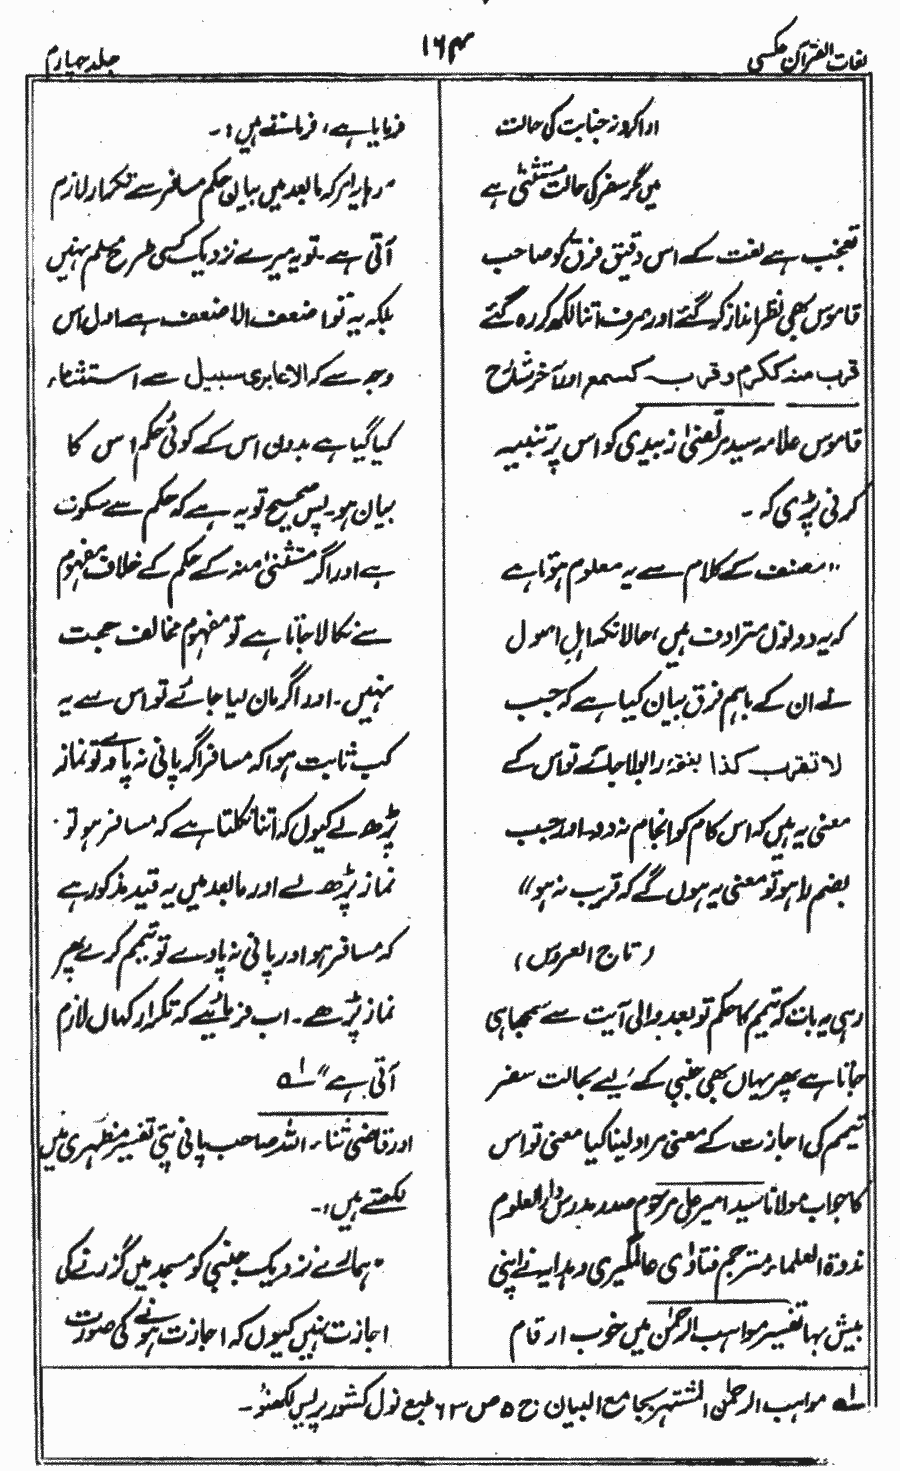 لغات القرآن عکسی
۱۶۴
جلد چہارم
اداکرو نہ جنابت کی حالت
میں مگر سفر کی حالت مستثنیٰ ہے
تعجب ہے لغت کے اس دقیق فرق کو صاحب
قاموس بھی نظر انداز کر گئے اور صرف اتنا لکھ کر رہ گئے
قرب منہ ککرم و قرب کسمع اور آخر شارح
قاموس علامہ سید مرتضیٰ زبیدی کو اس پر تنبیہ
کرنی پڑی کہ ۔
" مصنف کے کلام سے یہ معلوم ہوتا ہے
کہ یہ دونوں مترادف ہیں، حالانکہ اہل اصول
نے ان کے باہم فرق بیان کیا ہے کہ جب
لا تقرب کذا بفتح را بولا جائے تو اس کے
معنی یہ ہیں کہ اس کام کو انجام نہ دو۔ اور جب
بضم را ہو تو معنی یہ ہوں گے کہ قریب نہ ہو"
( تاج العروس )
رہی یہ بات کہ تیمم کا حکم تو بعد والی آیت سے سمجھا ہی
جاتا ہے پھر یہاں بھی جنبی کے لیے بحالت سفر
تیمم کی اجازت کے معنی مراد لینا کیا معنی تو اس
کا جواب مولانا سید امیر علی مرحوم صدر مدرس دارالعلوم
ندوۃ العلماء مترجم فتاوٰی عالمگیری و ہدایہ نے اپنی
بیش بہا تفسیر مواہب الرحمٰن میں خوب ارقام
فرمایا ہے، فرماتے ہیں :۔
" رہا یہ امر کہ مابعد میں بیان حکم مسافر سے تکرار لازم
آتی ہے ۔ تو یہ میرے نزدیک کسی طرح مسلم نہیں
بلکہ یہ تو اضعف الاضعف ہے اول اس
وجہ سے کہ الا عابری سبیل سے استثناء
کیا گیا ہے بدون اس کے کوئی حکم اس کا
بیان ہو۔ پس صحیح تو یہ ہے کہ حکم سے سکوت
ہے اور اگر مستثنیٰ منہ کے حکم کے خلاف مفہوم
سے نکالا جاتا ہے تو مفہوم مخالف حجت
نہیں ۔ اور اگر مان لیا جائے تو اس سے یہ
کب ثابت ہوا کہ مسافر اگر پانی نہ پاوے تو نماز
پڑھ لے کیوں کہ اتنا نکلتا ہے کہ مسافر ہو تو
نماز پڑھ لے اور مابعد میں یہ قید مذکور ہے
کہ مسافر ہو اور پانی نہ پاوے تو تیمم کرے پھر
نماز پڑھے ۔ اب فرمائیے کہ تکرار کہاں لازم
آتی ہے" لہ
اور قاضی ثناء اللہ صاحب پانی پتی تفسیر مظہری میں
لکھتے ہیں :۔
" ہمارے نزدیک جنبی کو مسجد میں گزرنے کی
اجازت نہیں کیوں کہ اجازت ہونے کی صورت
لہ مواہب الرحمٰن المشتہر بجامع البیان ج ۵ ص ۶۳ طبع نول کشور پریس لکھنؤ ۔